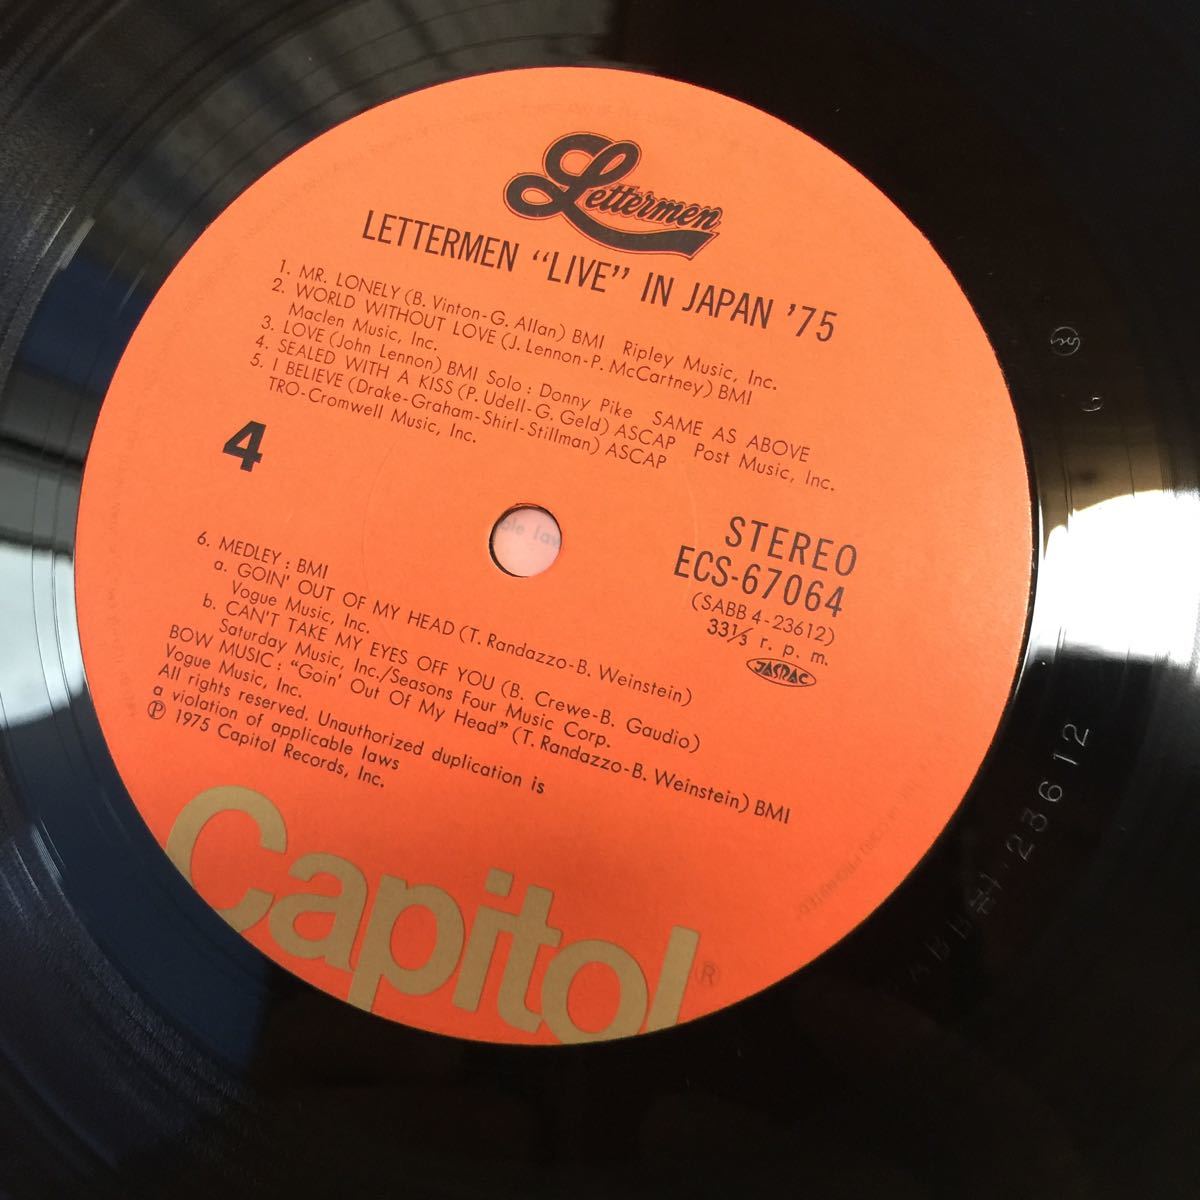 Lettermen
LETTERMEN “LIVE” IN JAPAN ’75
1. MR. LONELY (B. Vinton-G. Allan) BMI Ripley Music, Inc.
2. WORLD WITHOUT LOVE (J. Lennon-P. McCartney) BMI
Maclen Music, Inc.
3. LOVE (John Lennon) BMI Solo : Donny Pike SAME AS ABOVE
4. SEALED WITH A KISS (P. Udell-G. Geld) ASCAP Post Music, Inc.
5. I BELIEVE (Drake-Graham-Shirl-Stillman) ASCAP
TRO-Cromwell Music, Inc.
4
STEREO
ECS-67064
(SABB 4-23612)
33⅓ r. p. m.
JASRAC
6. MEDLEY : BMI
a. GOIN' OUT OF MY HEAD (T. Randazzo-B. Weinstein)
Vogue Music, Inc.
b. CAN'T TAKE MY EYES OFF YOU (B. Crewe-B. Gaudio)
Saturday Music, Inc./Seasons Four Music Corp.
BOW MUSIC : “Goin' Out Of My Head” (T. Randazzo-B. Weinstein) BMI
Vogue Music, Inc.
All rights reserved. Unauthorized duplication is
a violation of applicable laws
℗ 1975 Capitol Records, Inc.
Capitol®
ble law
23612